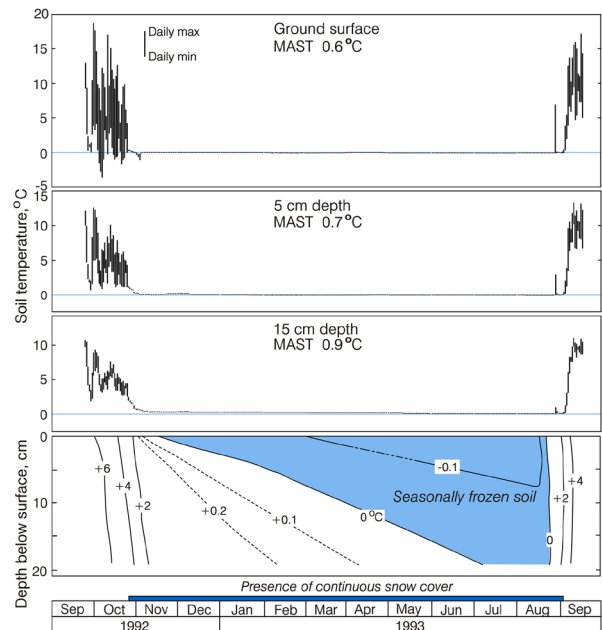 Ground surface
MAST 0.6°C
Daily max
Daily min
20
15
10
5
0
-5
Soil temperature,°C
5 cm depth
MAST 0.7°C
15
10
5
0
15 cm depth
MAST 0.9°C
10
5
0
Depth below surface, cm
0
10
20
+6
+4
+2
+0.2
+0.1
0°C
-0.1
Seasonally frozen soil
0
+2
+4
Presence of continuous snow cover
Sep Oct Nov Dec Jan Feb Mar Apr May Jun Jul Aug Sep
1992 1993